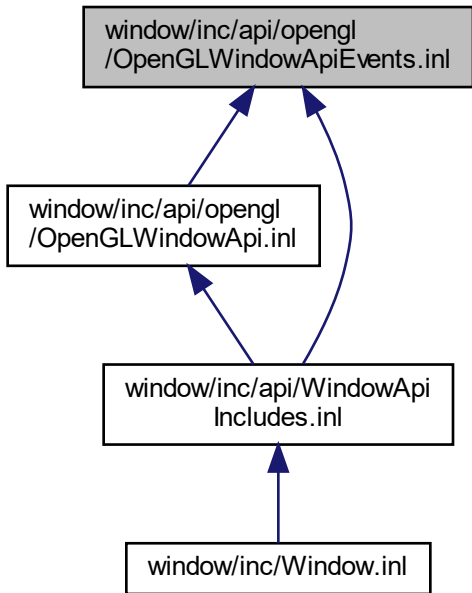 window/inc/api/opengl
/OpenGLWindowApiEvents.inl
window/inc/api/opengl
/OpenGLWindowApi.inl
window/inc/api/WindowApi
Includes.inl
window/inc/Window.inl